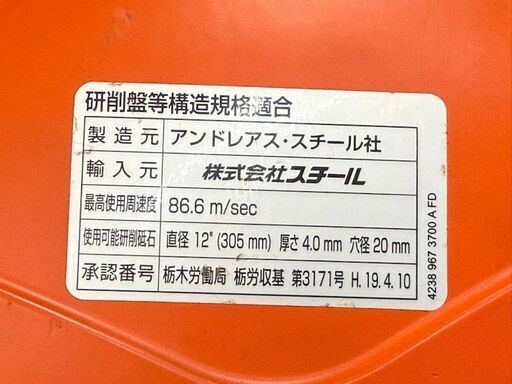 研削盤等構造規格適合
製造元 アンドレアス・スチール社
輸入元 株式会社スチール
最高使用周速度 86.6 m/sec
使用可能研削砥石 直径 12" (305 mm) 厚さ 4.0 mm 穴径 20 mm
承認番号 栃木労働局 栃労収基 第3171号 H. 19. 4. 10
4238 967 3700 A FD